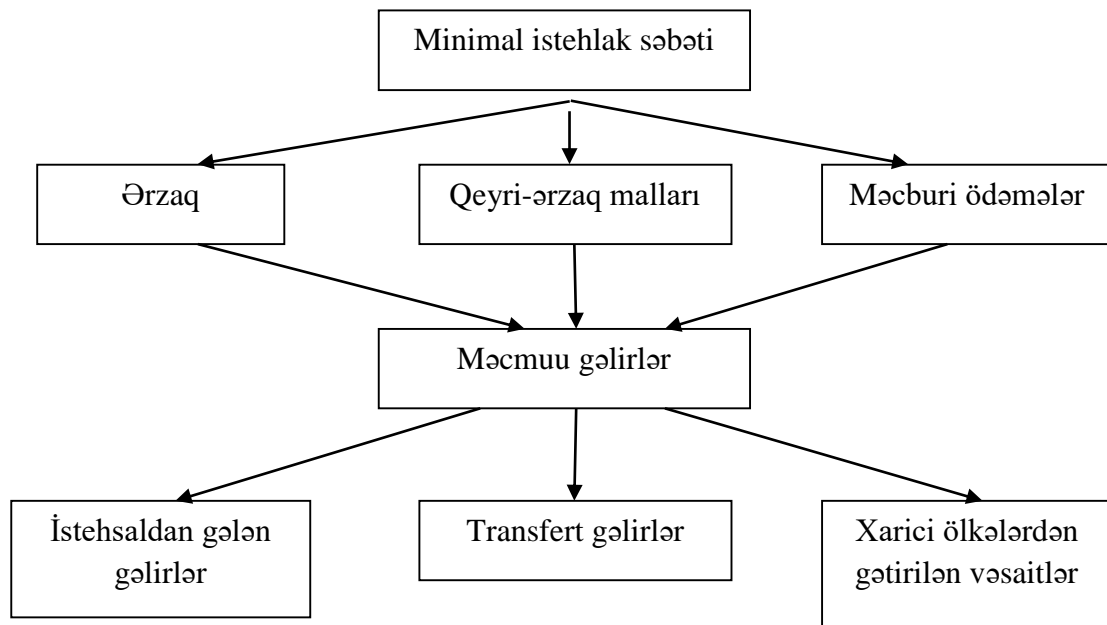 Minimal istehlak səbəti
Ərzaq
Qeyri-ərzaq malları
Məcburi ödəmələr
Məcmuu gəlirlər
İstehsaldan gələn
gəlirlər
Transfert gəlirlər
Xarici ölkələrdən
gətirilən vəsaitlər